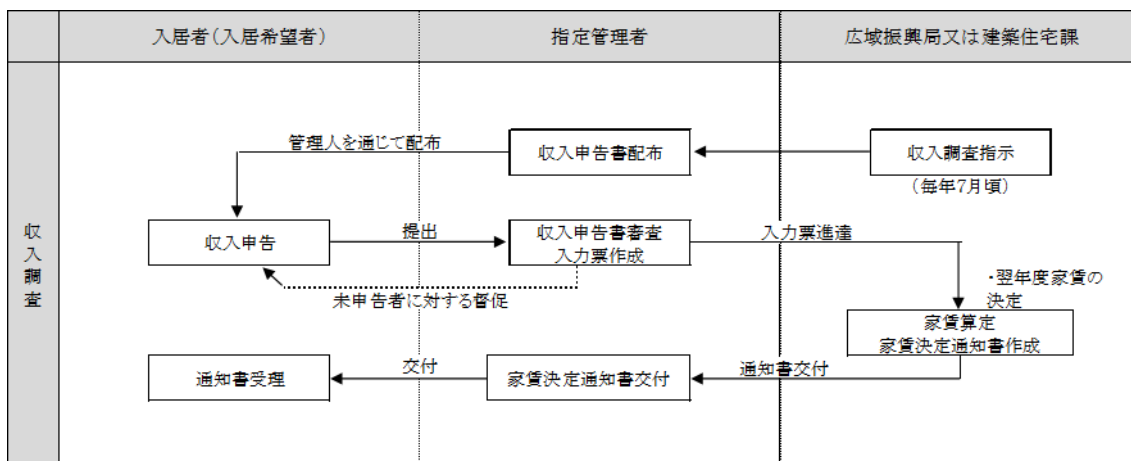 入居者(入居希望者)
指定管理者
広域振興局又は建築住宅課
収入調査
管理人を通じて配布
収入申告書配布
収入調査指示
(毎年7月頃)
収入申告
提出
収入申告書審査
入力票作成
入力票進達
未申告者に対する督促
・翌年度家賃の
決定
家賃算定
家賃決定通知書作成
通知書受理
交付
家賃決定通知書交付
通知書交付